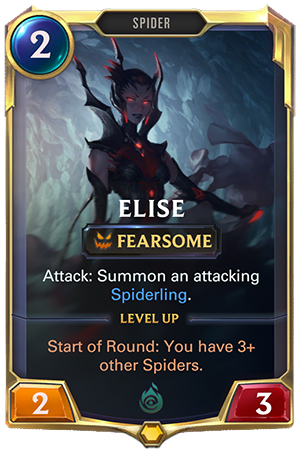 SPIDER
2
ELISE
FEARSOME
Attack: Summon an attacking
Spiderling.
LEVEL UP
Start of Round: You have 3+
other Spiders.
2
3